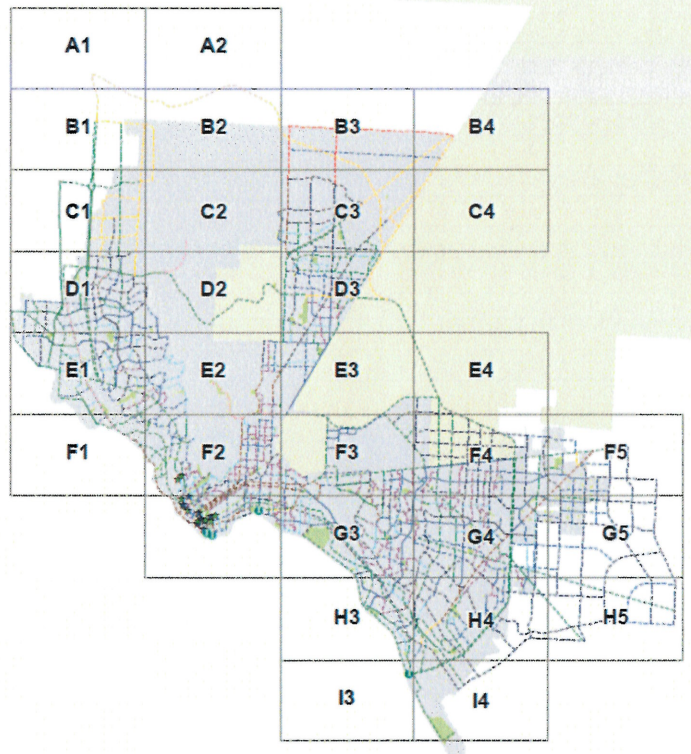 A1 A2
B1 B2 B3 B4
C1 C2 C3 C4
D1 D2 D3
E1 E2 E3 E4
F1 F2 F3 F4 F5
G3 G4 G5
H3 H4 H5
I3 I4